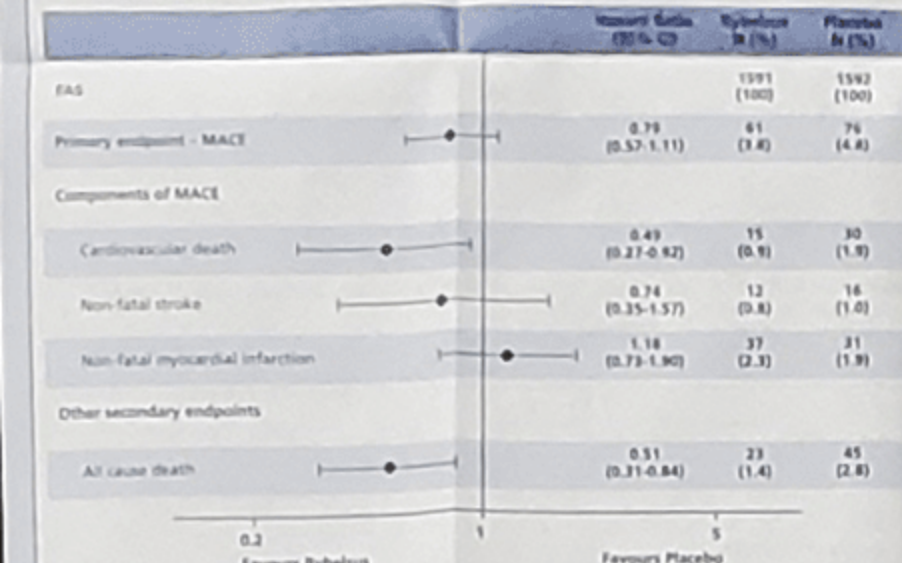 Hazard Ratio Rybelsus Placebo
(95% CI) N (%) N (%)
FAS 1591 1592
(100) (100)
Primary endpoint – MACE 0.79 61 76
(0.57-1.11) (3.8) (4.8)
Components of MACE
Cardiovascular death 0.49 15 30
(0.27-0.92) (0.9) (1.9)
Non-fatal stroke 0.74 12 16
(0.35-1.57) (0.8) (1.0)
Non-fatal myocardial infarction 1.18 37 31
(0.73-1.90) (2.3) (1.9)
Other secondary endpoints
All cause death 0.51 23 45
(0.31-0.84) (1.4) (2.8)
0.2 1 5
Favours Rybelsus Favours Placebo